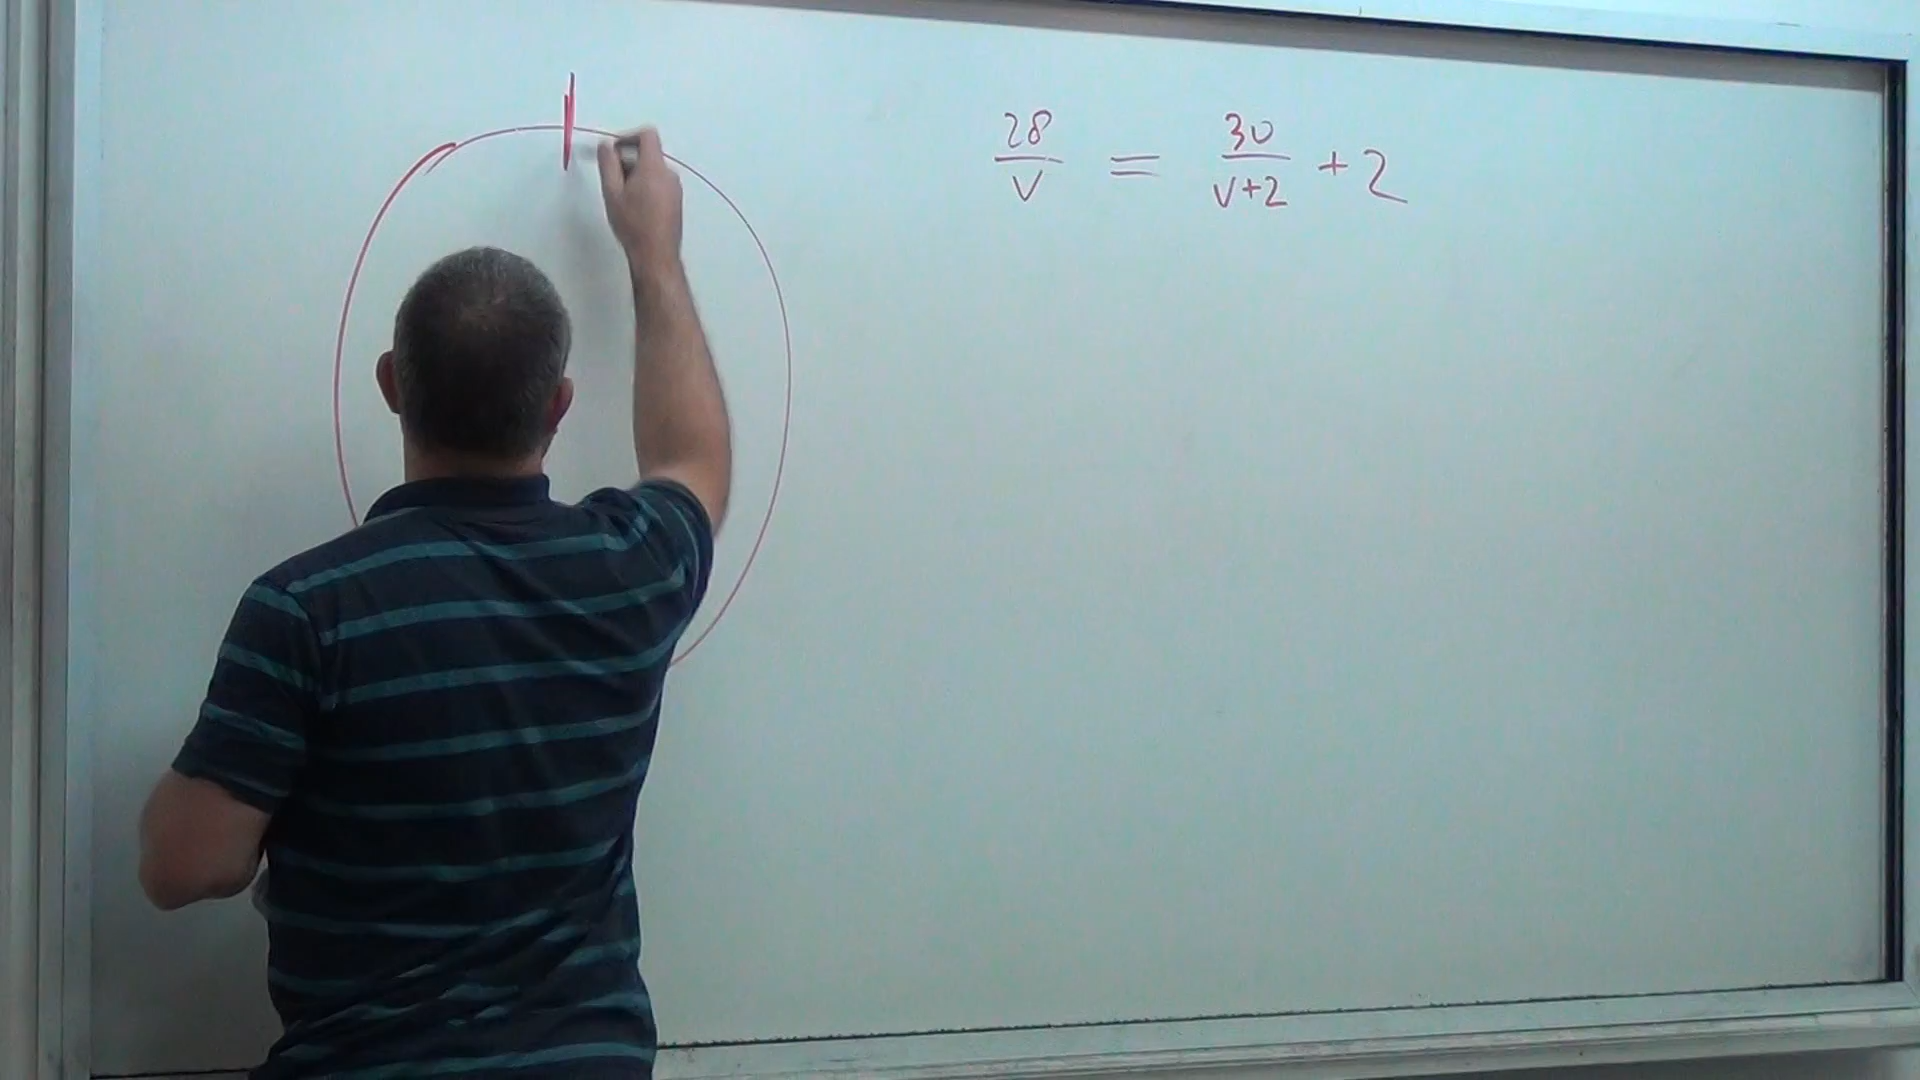 28/v = 30/(v+2) + 2